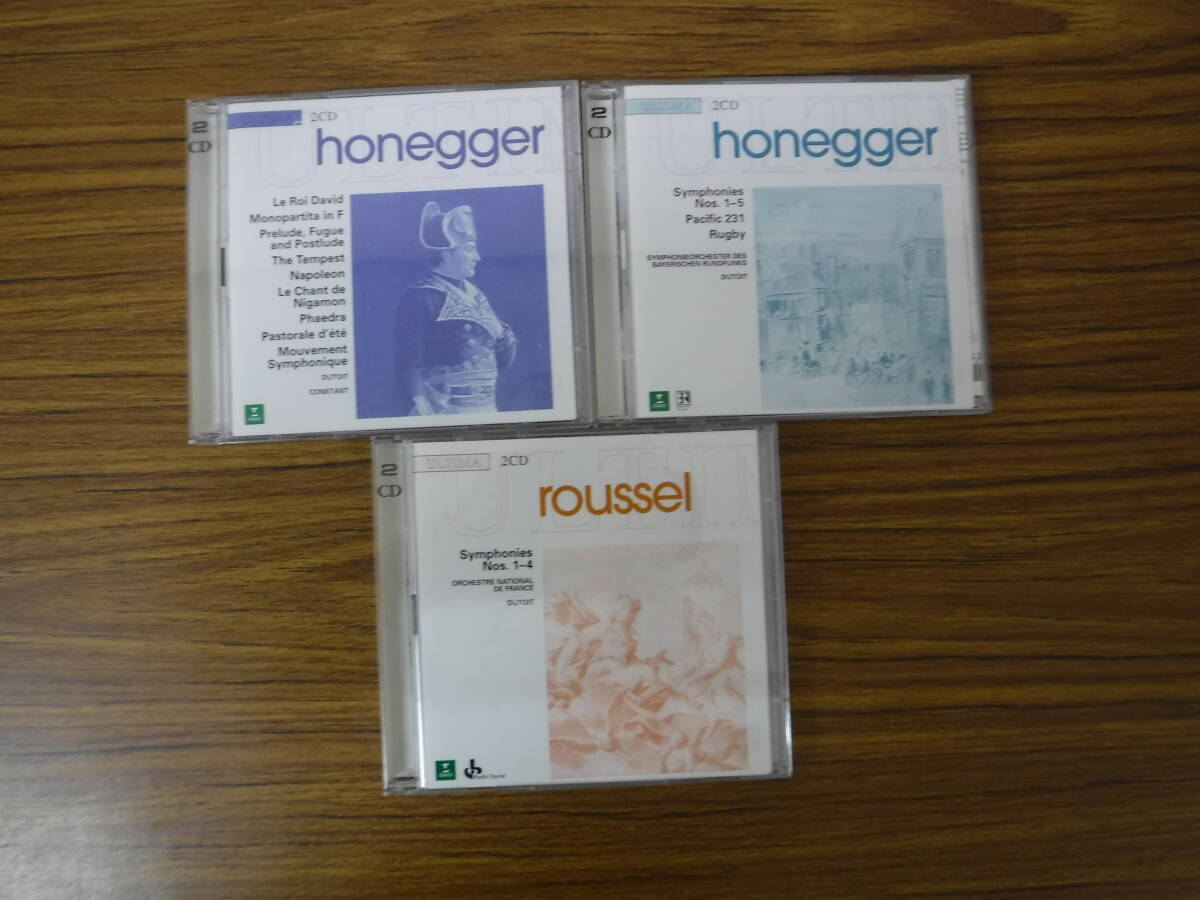 2
CD
2CD
honegger
Le Roi David
Monopartita in F
Prelude, Fugue
and Postlude
The Tempest
Napoleon
Le Chant de
Nigamon
Phaedra
Pastorale d'été
Mouvement
Symphonique
DUTOIT
CONSTANT
2
CD
ULTIMA 2CD
honegger
Symphonies
Nos. 1–5
Pacific 231
Rugby
SYMPHONIEORCHESTER DES
BAYERISCHEN RUNDFUNKS
DUTOIT
2
CD
ULTIMA 2CD
roussel
Symphonies
Nos. 1–4
ORCHESTRE NATIONAL
DE FRANCE
DUTOIT